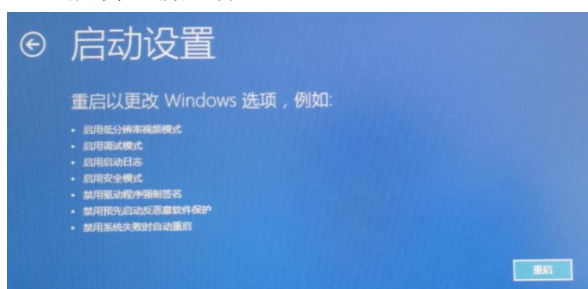 启动设置
重启以更改 Windows 选项，例如:
启用低分辨率视频模式
启用调试模式
启用启动日志
启用安全模式
禁用驱动程序强制签名
禁用预先启动反恶意软件保护
禁用系统失败时自动重启
重启